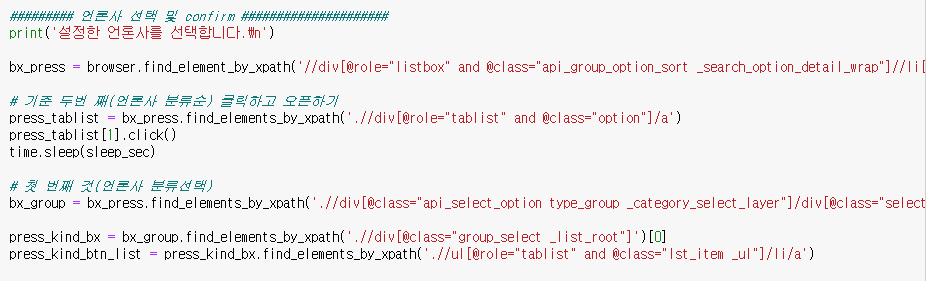 ######### 언론사 선택 및 confirm #####################
print('설정한 언론사를 선택합니다.\n')
bx_press = browser.find_element_by_xpath('//div[@role="listbox" and @class="api_group_option_sort _search_option_detail_wrap"]//li[
# 기준 두번 째(언론사 분류순) 클릭하고 오픈하기
press_tablist = bx_press.find_elements_by_xpath('.//div[@role="tablist" and @class="option"]/a')
press_tablist[1].click()
time.sleep(sleep_sec)
# 첫 번째 것(언론사 분류선택)
bx_group = bx_press.find_elements_by_xpath('.//div[@class="api_select_option type_group _category_select_layer"]/div[@class="select
press_kind_bx = bx_group.find_elements_by_xpath('.//div[@class="group_select _list_root"]')[0]
press_kind_btn_list = press_kind_bx.find_elements_by_xpath('.//ul[@role="tablist" and @class="lst_item _ul"]/li/a')